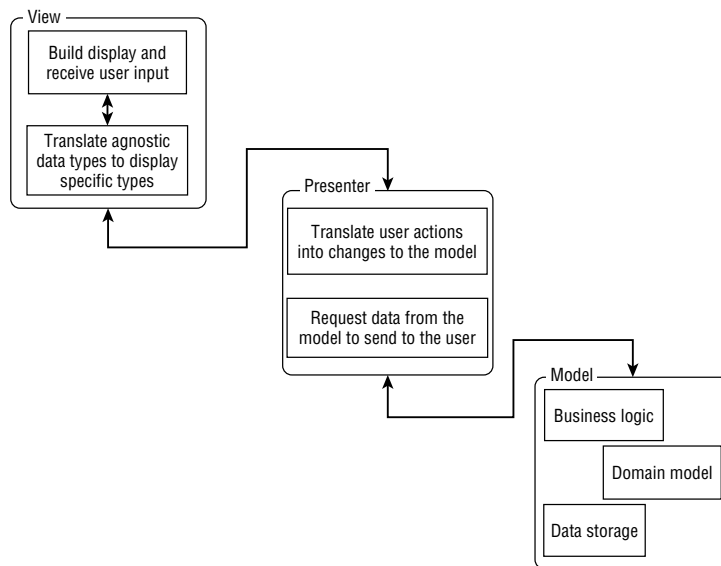 View
Build display and
receive user input
Translate agnostic
data types to display
specific types
Presenter
Translate user actions
into changes to the model
Request data from the
model to send to the user
Model
Business logic
Domain model
Data storage